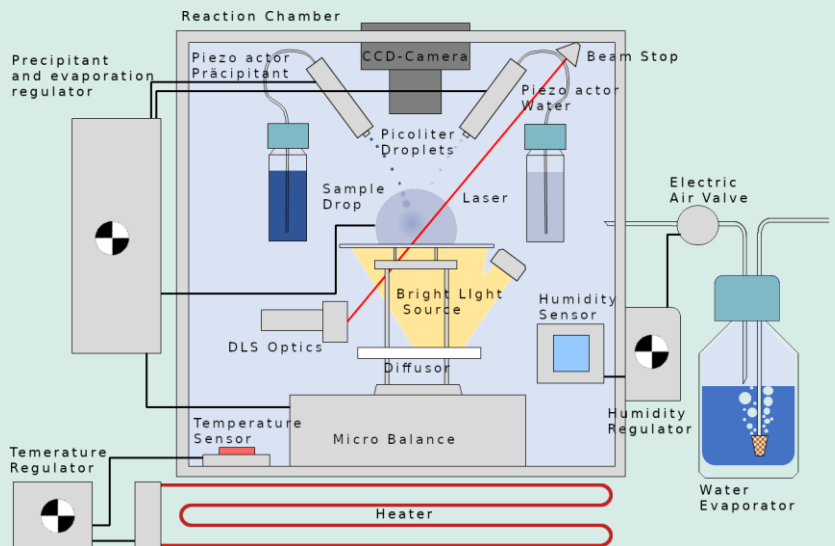 Reaction Chamber
Precipitant
and evaporation
regulator
Piezo actor
Präcipitant
CCD-Camera
Beam Stop
Piezo actor
Water
Picoliter
Droplets
Electric
Air Valve
Sample
Drop
Laser
Bright LIght
Source
Humidity
Sensor
DLS Optics
Diffusor
Humidity
Regulator
Temperature
Sensor
Micro Balance
Temerature
Regulator
Water
Evaporator
Heater